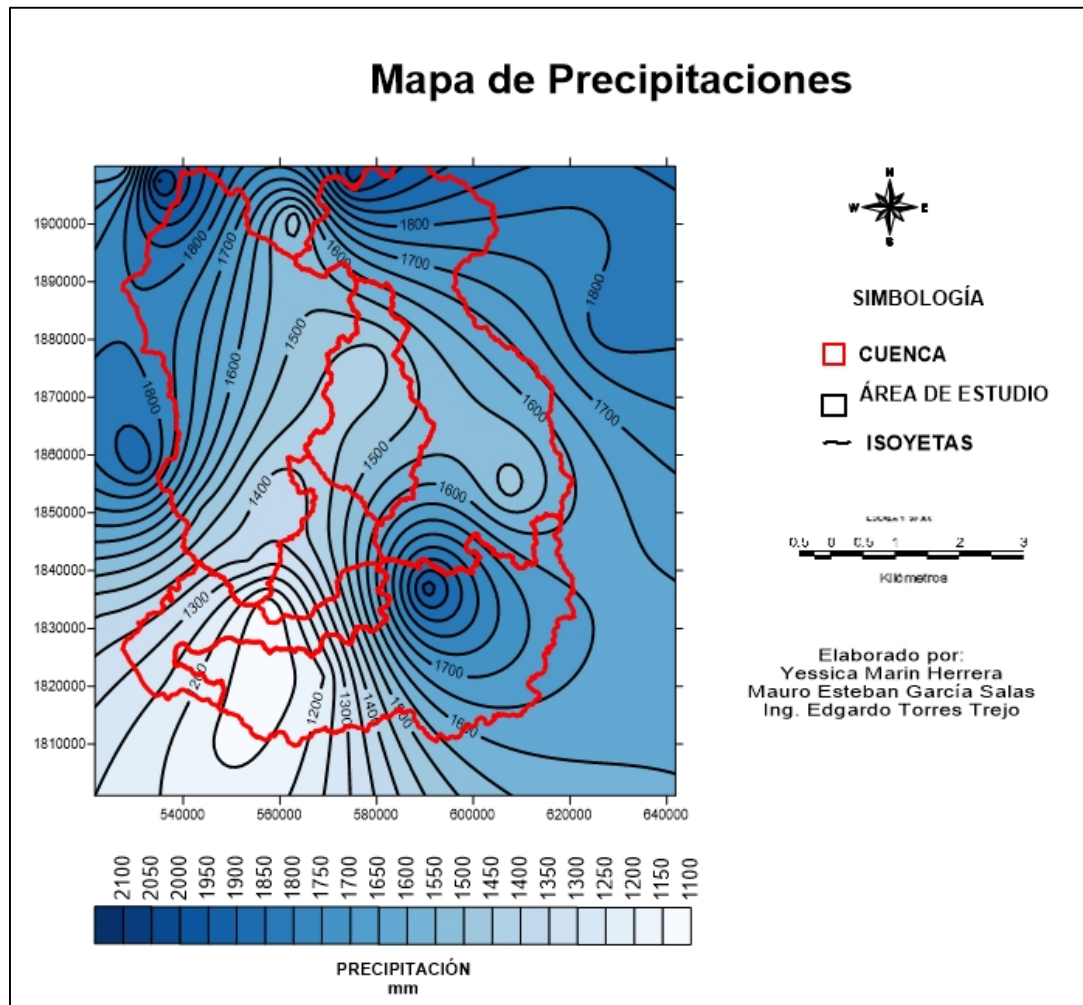 Mapa de Precipitaciones
1900000
1890000
1880000
1870000
1860000
1850000
1840000
1830000
1820000
1810000
540000
560000
580000
600000
620000
640000
1800
1700
1600
1500
1800
1400
1300
200
1200
1300
1600
1500
1600
1700
1600
1800
1700
1800
1700
1600
N
W
E
S
SIMBOLOGÍA
CUENCA
ÁREA DE ESTUDIO
ISOYETAS
0.5 0 0.5 1 2 3
Kilómetros
Elaborado por:
Yessica Marin Herrera
Mauro Esteban García Salas
Ing. Edgardo Torres Trejo
2100 2050 2000 1950 1900 1850 1800 1750 1700 1650 1600 1550 1500 1450 1400 1350 1300 1250 1200 1150 1100
PRECIPITACIÓN
mm